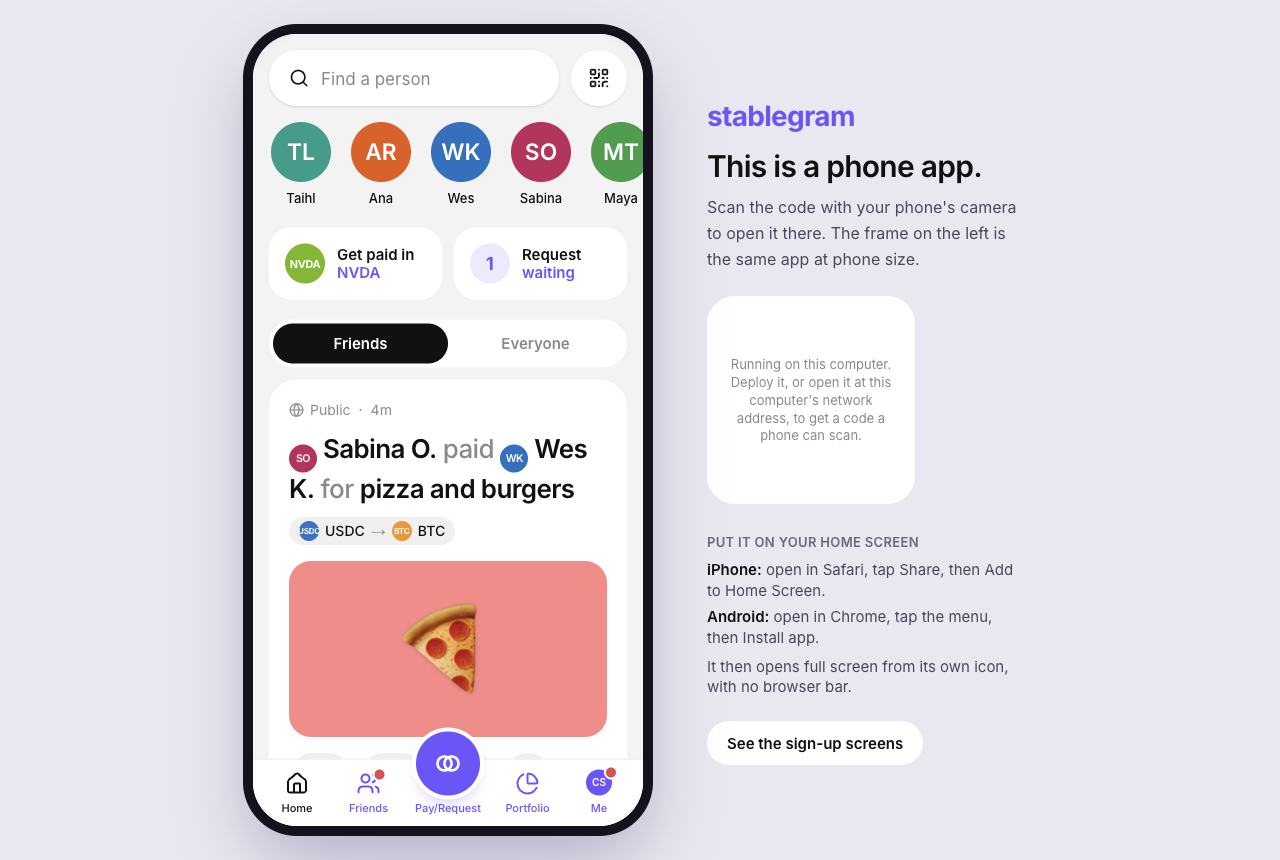 Find a person
TL
AR
WK
SO
MT
Taihl
Ana
Wes
Sabina
Maya
NVDA
Get paid in
NVDA
1
Request
waiting
Friends
Everyone
Public · 4m
SO Sabina O. paid WK Wes
K. for pizza and burgers
USDC USDC → BTC BTC
Home
Friends
Pay/Request
Portfolio
CS
Me
stablegram
This is a phone app.
Scan the code with your phone's camera
to open it there. The frame on the left is
the same app at phone size.
Running on this computer.
Deploy it, or open it at this
computer's network
address, to get a code a
phone can scan.
PUT IT ON YOUR HOME SCREEN
iPhone: open in Safari, tap Share, then Add
to Home Screen.
Android: open in Chrome, tap the menu,
then Install app.
It then opens full screen from its own icon,
with no browser bar.
See the sign-up screens